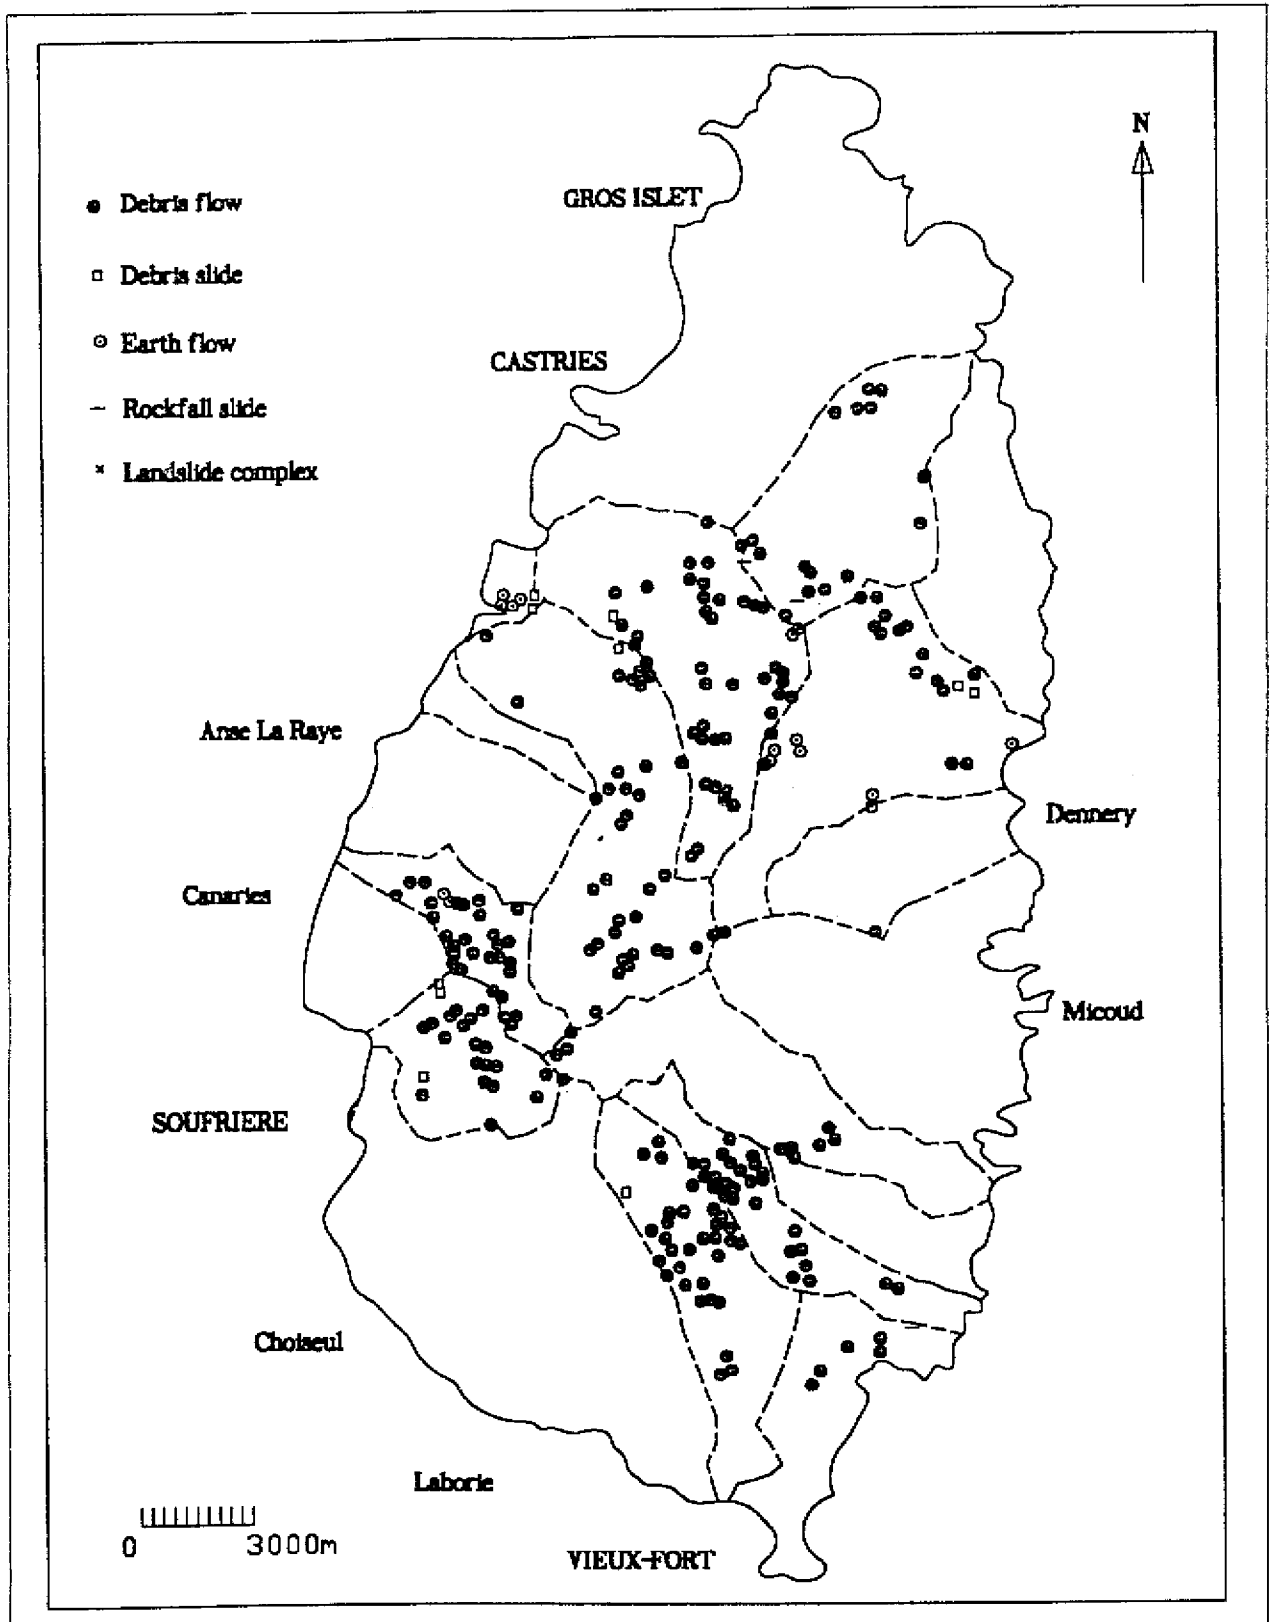 N
GROS ISLET
Debris flow
Debris slide
Earth flow
CASTRIES
Rockfall slide
Landslide complex
Anse La Raye
Dennery
Canaries
Micoud
SOUFRIERE
Choiseul
Laborie
0 3000m
VIEUX-FORT